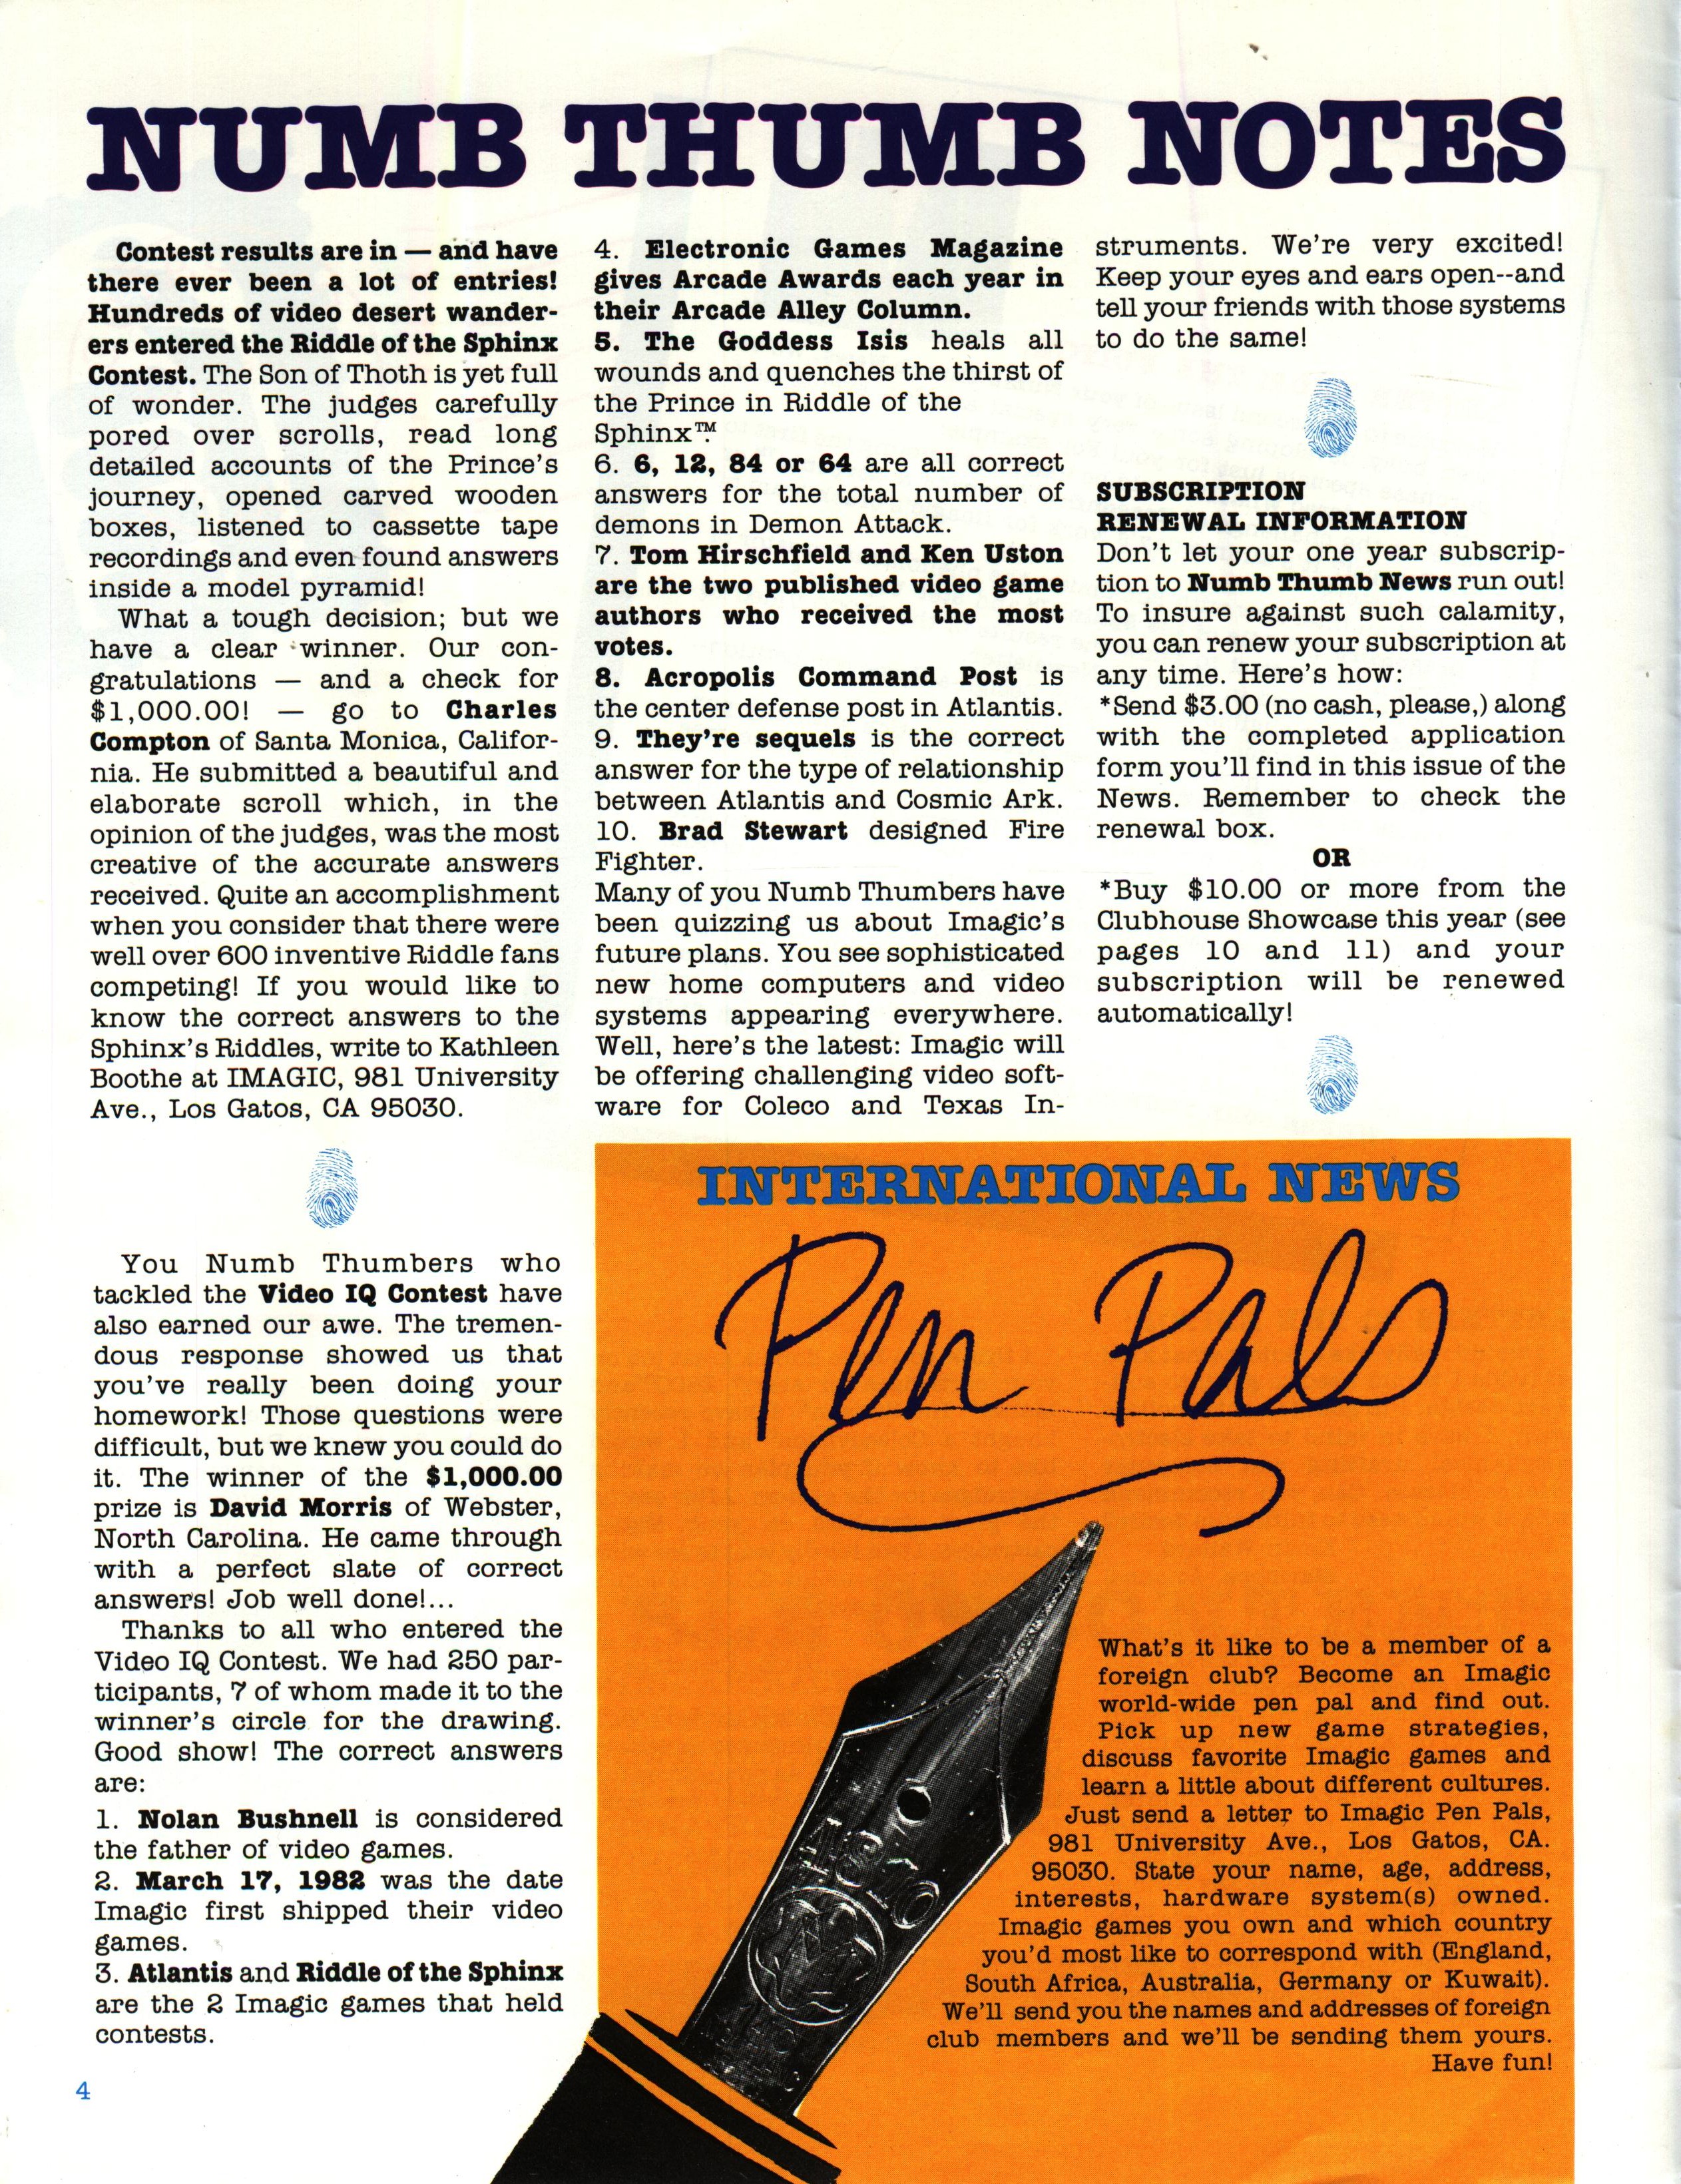 NUMB THUMB NOTES
Contest results are in — and have
there ever been a lot of entries!
Hundreds of video desert wander-
ers entered the Riddle of the Sphinx
Contest. The Son of Thoth is yet full
of wonder. The judges carefully
pored over scrolls, read long
detailed accounts of the Prince's
journey, opened carved wooden
boxes, listened to cassette tape
recordings and even found answers
inside a model pyramid!
What a tough decision; but we
have a clear winner. Our con-
gratulations — and a check for
$1,000.00! — go to Charles
Compton of Santa Monica, Califor-
nia. He submitted a beautiful and
elaborate scroll which, in the
opinion of the judges, was the most
creative of the accurate answers
received. Quite an accomplishment
when you consider that there were
well over 600 inventive Riddle fans
competing! If you would like to
know the correct answers to the
Sphinx's Riddles, write to Kathleen
Boothe at IMAGIC, 981 University
Ave., Los Gatos, CA 95030.
You Numb Thumbers who
tackled the Video IQ Contest have
also earned our awe. The tremen-
dous response showed us that
you've really been doing your
homework! Those questions were
difficult, but we knew you could do
it. The winner of the $1,000.00
prize is David Morris of Webster,
North Carolina. He came through
with a perfect slate of correct
answers! Job well done!...
Thanks to all who entered the
Video IQ Contest. We had 250 par-
ticipants, 7 of whom made it to the
winner's circle for the drawing.
Good show! The correct answers
are:
1. Nolan Bushnell is considered
the father of video games.
2. March 17, 1982 was the date
Imagic first shipped their video
games.
3. Atlantis and Riddle of the Sphinx
are the 2 Imagic games that held
contests.
4. Electronic Games Magazine
gives Arcade Awards each year in
their Arcade Alley Column.
5. The Goddess Isis heals all
wounds and quenches the thirst of
the Prince in Riddle of the
Sphinx™.
6. 6, 12, 84 or 64 are all correct
answers for the total number of
demons in Demon Attack.
7. Tom Hirschfield and Ken Uston
are the two published video game
authors who received the most
votes.
8. Acropolis Command Post is
the center defense post in Atlantis.
9. They're sequels is the correct
answer for the type of relationship
between Atlantis and Cosmic Ark.
10. Brad Stewart designed Fire
Fighter.
Many of you Numb Thumbers have
been quizzing us about Imagic's
future plans. You see sophisticated
new home computers and video
systems appearing everywhere.
Well, here's the latest: Imagic will
be offering challenging video soft-
ware for Coleco and Texas In-
struments. We're very excited!
Keep your eyes and ears open--and
tell your friends with those systems
to do the same!
SUBSCRIPTION
RENEWAL INFORMATION
Don't let your one year subscrip-
tion to Numb Thumb News run out!
To insure against such calamity,
you can renew your subscription at
any time. Here's how:
*Send $3.00 (no cash, please,) along
with the completed application
form you'll find in this issue of the
News. Remember to check the
renewal box.
OR
*Buy $10.00 or more from the
Clubhouse Showcase this year (see
pages 10 and 11) and your
subscription will be renewed
automatically!
INTERNATIONAL NEWS
Pen Pals
What's it like to be a member of a
foreign club? Become an Imagic
world-wide pen pal and find out.
Pick up new game strategies,
discuss favorite Imagic games and
learn a little about different cultures.
Just send a letter to Imagic Pen Pals,
981 University Ave., Los Gatos, CA.
95030. State your name, age, address,
interests, hardware system(s) owned.
Imagic games you own and which country
you'd most like to correspond with (England,
South Africa, Australia, Germany or Kuwait).
We'll send you the names and addresses of foreign
club members and we'll be sending them yours.
Have fun!
4810
4